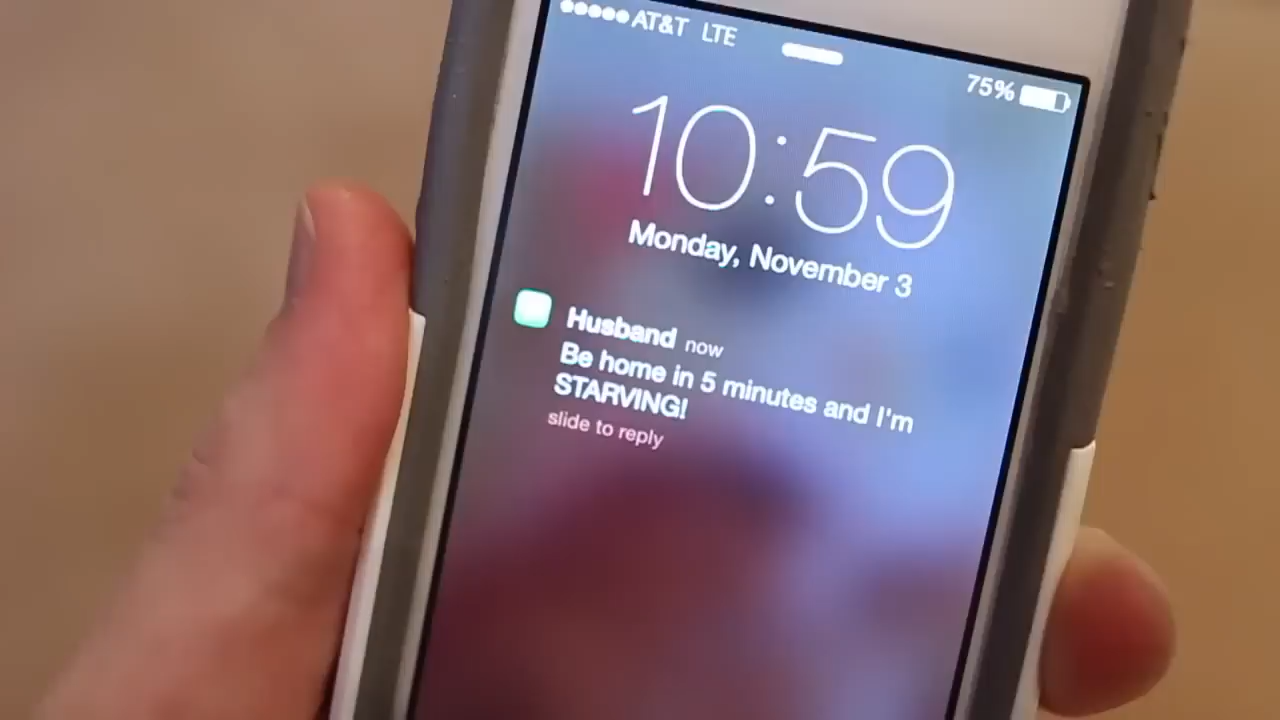 AT&T LTE
75%
10:59
Monday, November 3
Husband now
Be home in 5 minutes and I'm
STARVING!
slide to reply